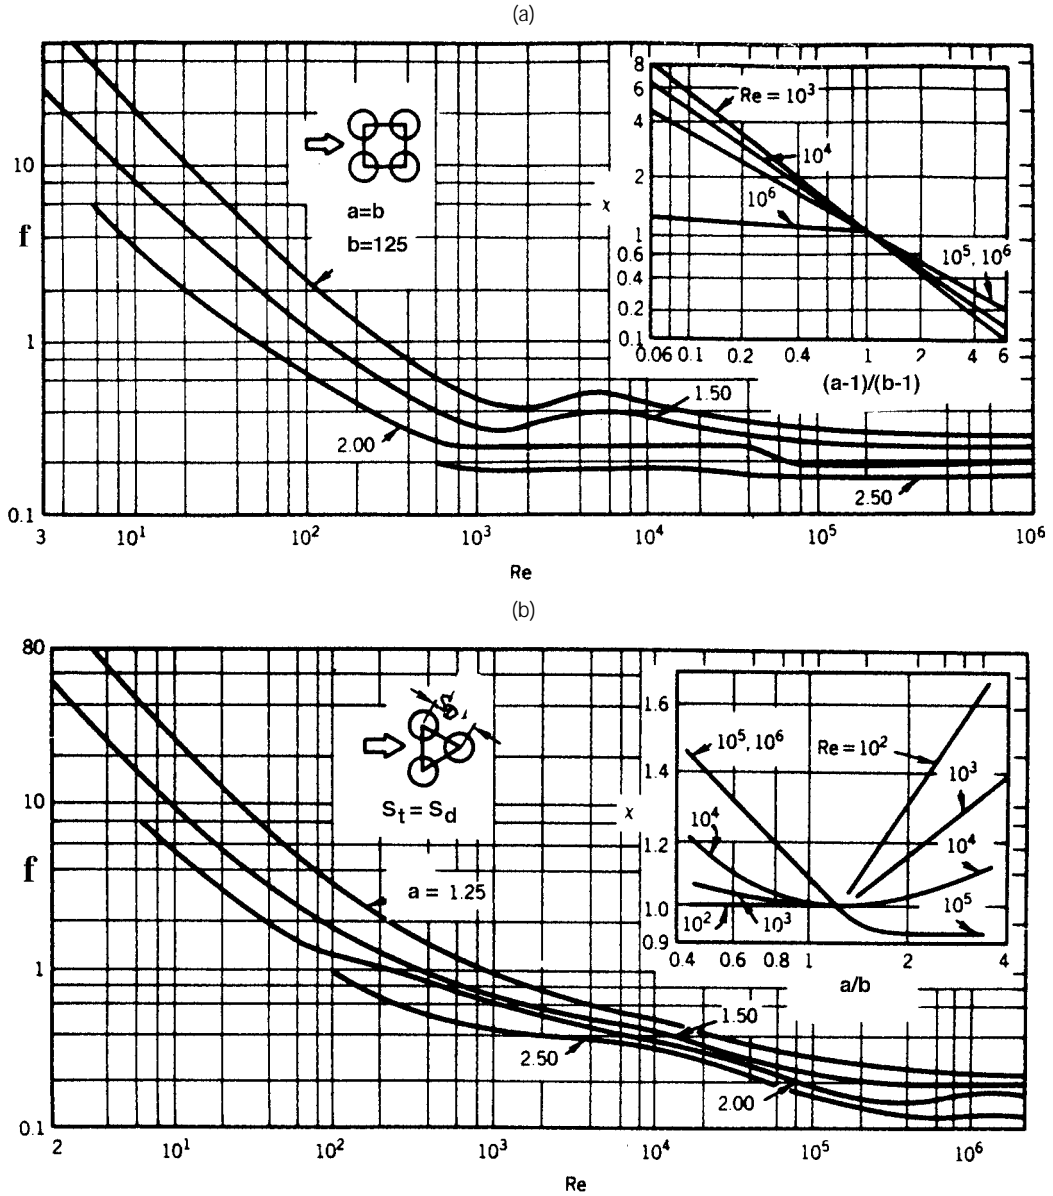 (a)
10
f
1
0.1
3
10¹
10²
10³
10⁴
10⁵
10⁶
Re
a=b
b=125
2.00
1.50
2.50
χ
8
6
4
2
1
0.6
0.4
0.2
0.1
0.06 0.1 0.2 0.4 1 2 4 6
(a-1)/(b-1)
Re = 10³
10⁴
10⁶
10⁵, 10⁶
(b)
80
10
f
1
0.1
2
10¹
10²
10³
10⁴
10⁵
10⁶
Re
S_t = S_d
a = 1.25
1.50
2.50
2.00
χ
1.6
1.4
1.2
1.0
0.9
0.4 0.6 0.8 1 2 4
a/b
10⁵, 10⁶
Re = 10²
10³
10⁴
10⁴
10⁵
10²
10³